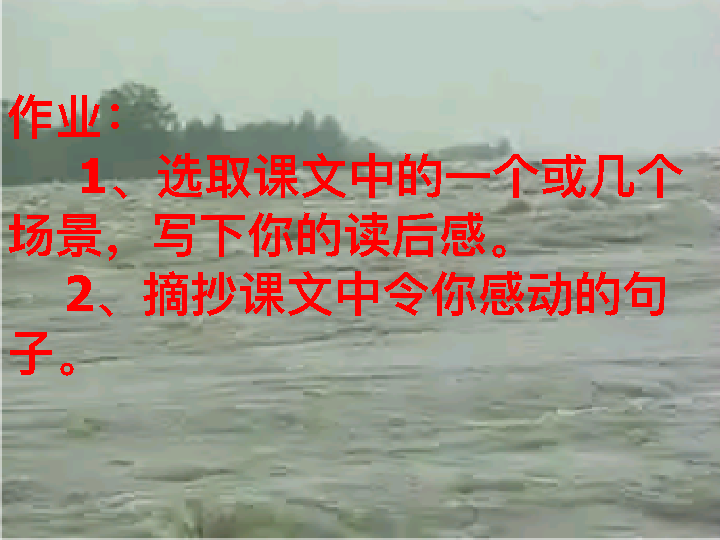 作业：
1、选取课文中的一个或几个
场景，写下你的读后感。
2、摘抄课文中令你感动的句
子。